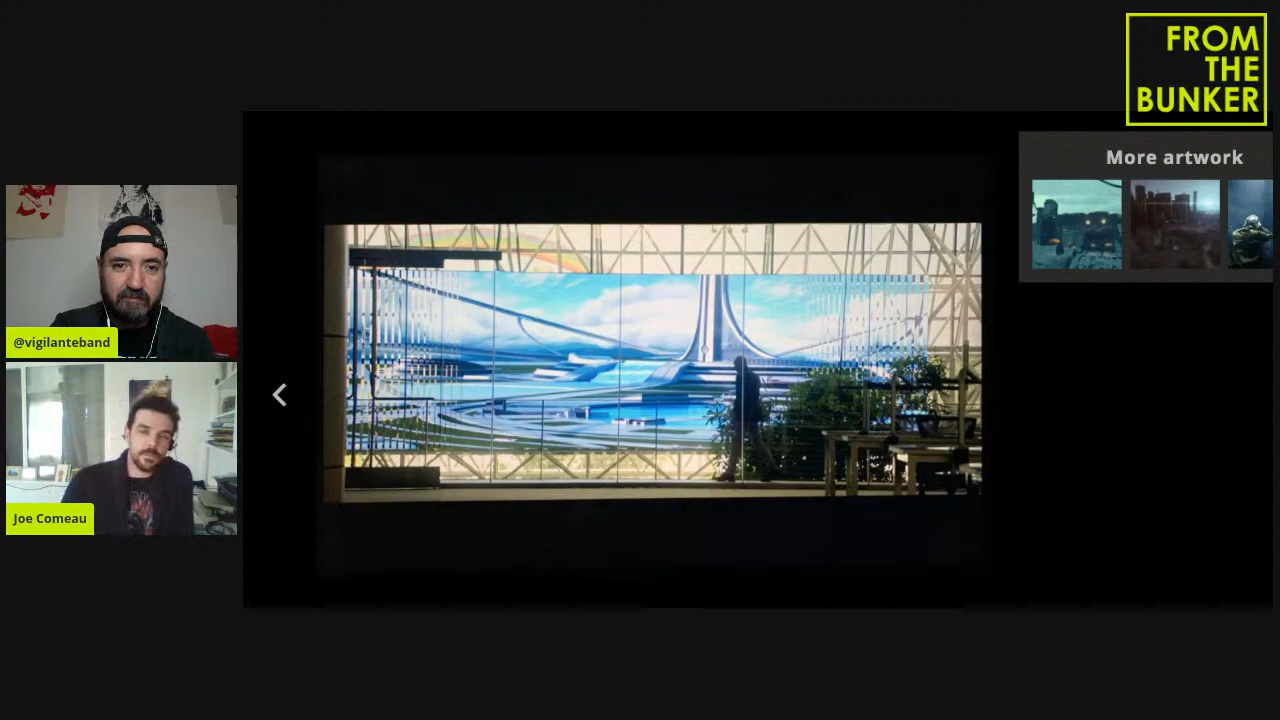 FROM
THE
BUNKER
More artwork
@vigilanteband
Joe Comeau